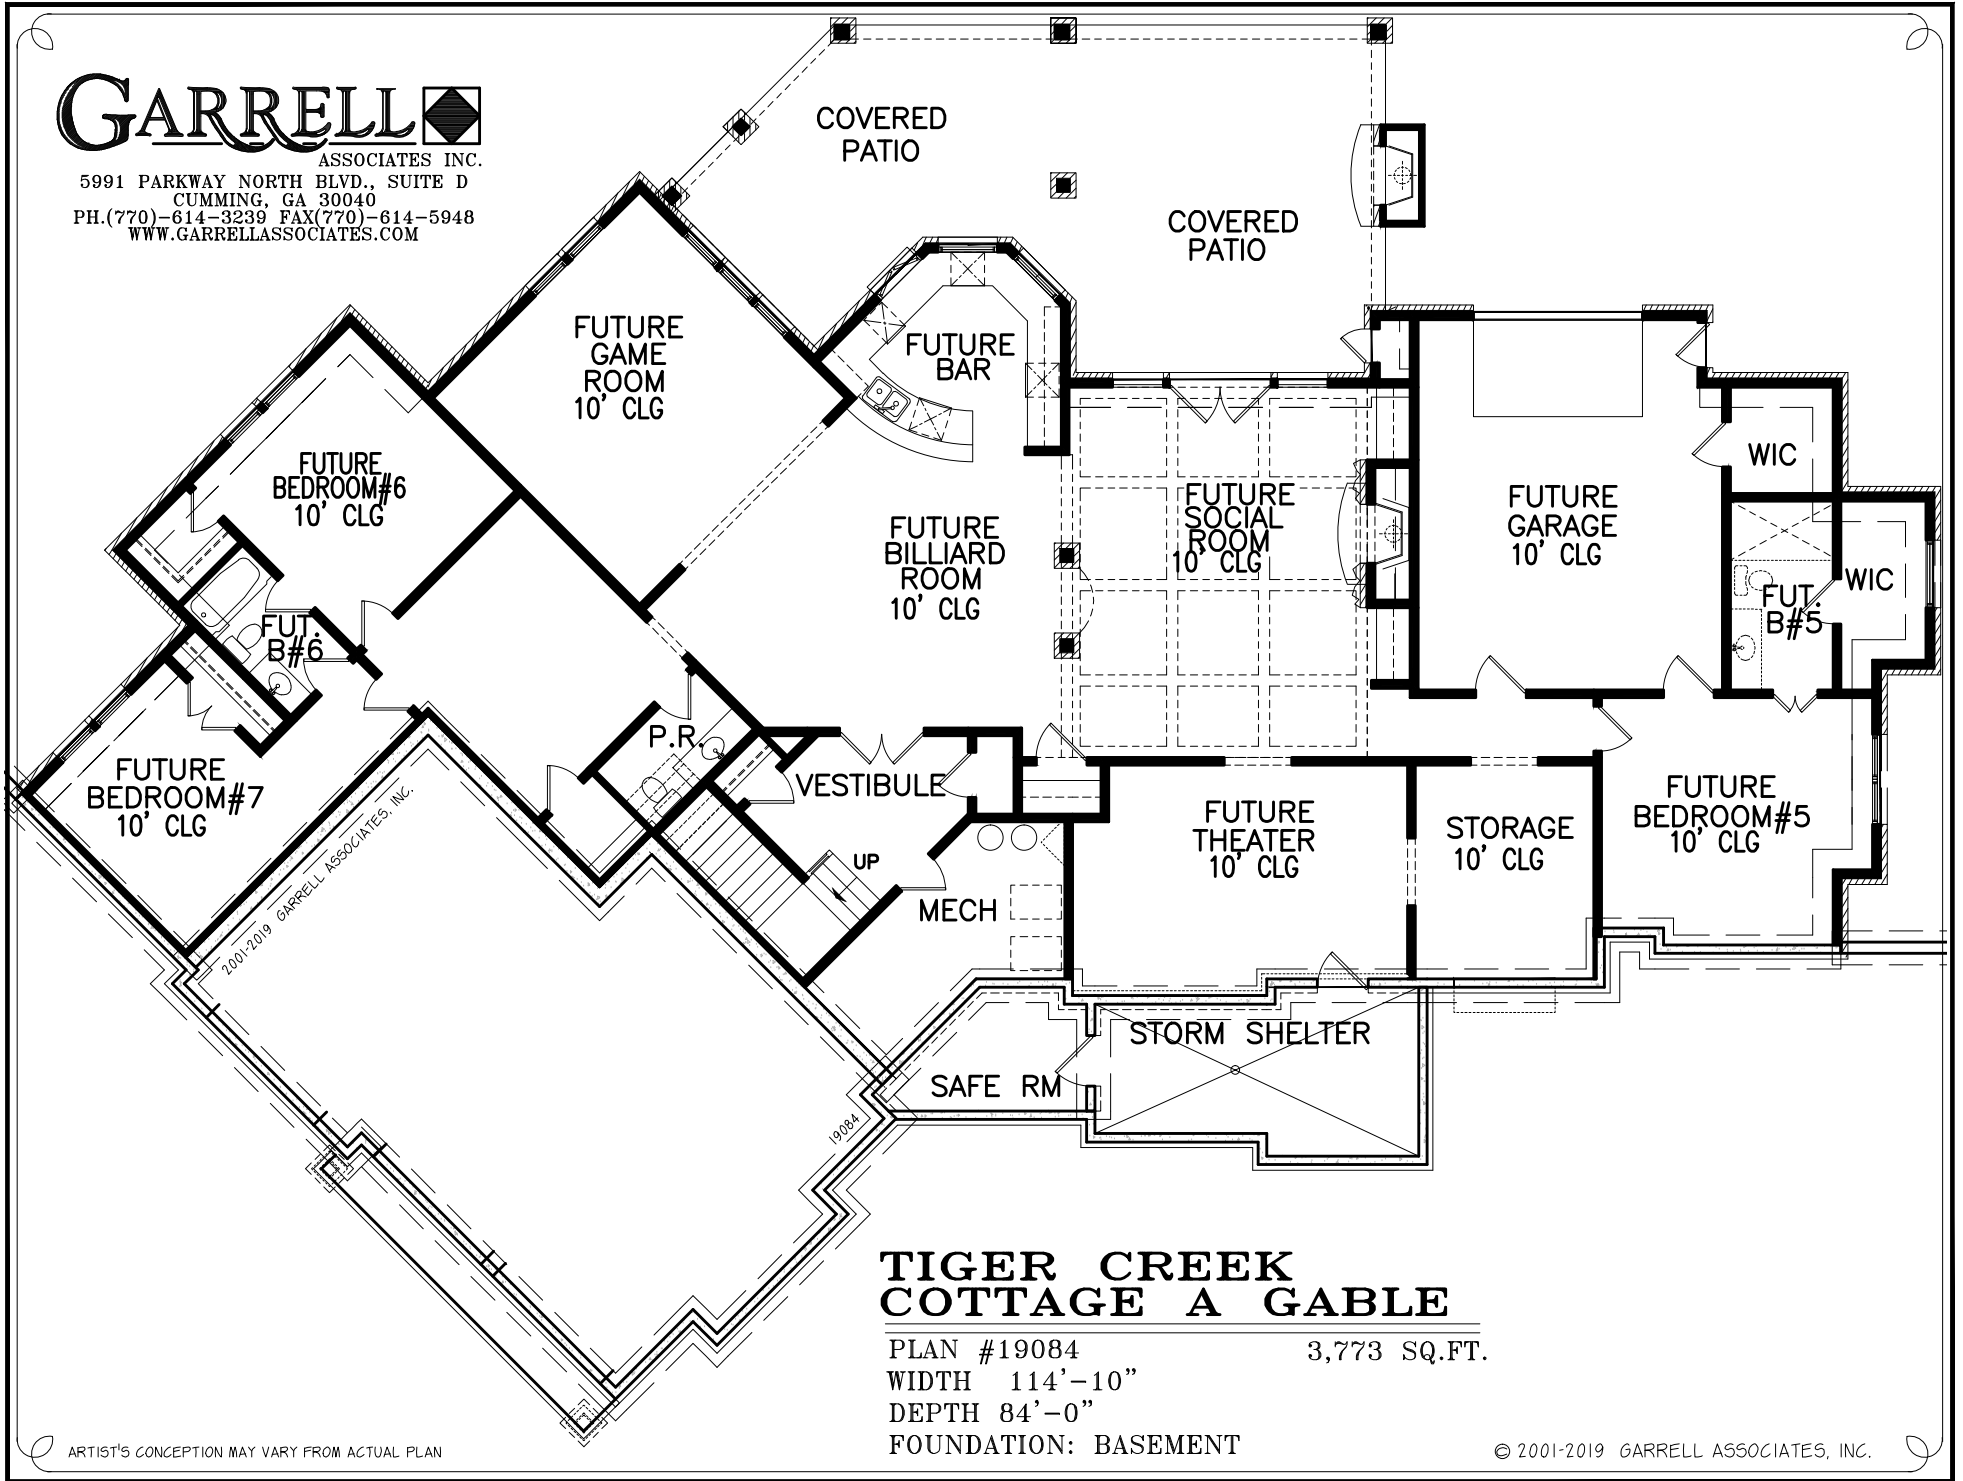 GARRELL
ASSOCIATES INC.
5991 PARKWAY NORTH BLVD., SUITE D
CUMMING, GA 30040
PH.(770)-614-3239 FAX(770)-614-5948
WWW.GARRELLASSOCIATES.COM
COVERED
PATIO
COVERED
PATIO
FUTURE
GAME
ROOM
10' CLG
FUTURE
BAR
FUTURE
BEDROOM#6
10' CLG
FUTURE
BILLIARD
ROOM
10' CLG
FUTURE
SOCIAL
ROOM
10' CLG
FUTURE
GARAGE
10' CLG
WIC
WIC
FUT.
B#5
FUT.
B#6
P.R.
VESTIBULE
UP
MECH
FUTURE
BEDROOM#7
10' CLG
FUTURE
THEATER
10' CLG
STORAGE
10' CLG
FUTURE
BEDROOM#5
10' CLG
2001-2019 GARRELL ASSOCIATES, INC.
STORM SHELTER
SAFE RM
19084
TIGER CREEK
COTTAGE A GABLE
PLAN #19084 3,773 SQ.FT.
WIDTH 114'-10"
DEPTH 84'-0"
FOUNDATION: BASEMENT
ARTIST'S CONCEPTION MAY VARY FROM ACTUAL PLAN
© 2001-2019 GARRELL ASSOCIATES, INC.